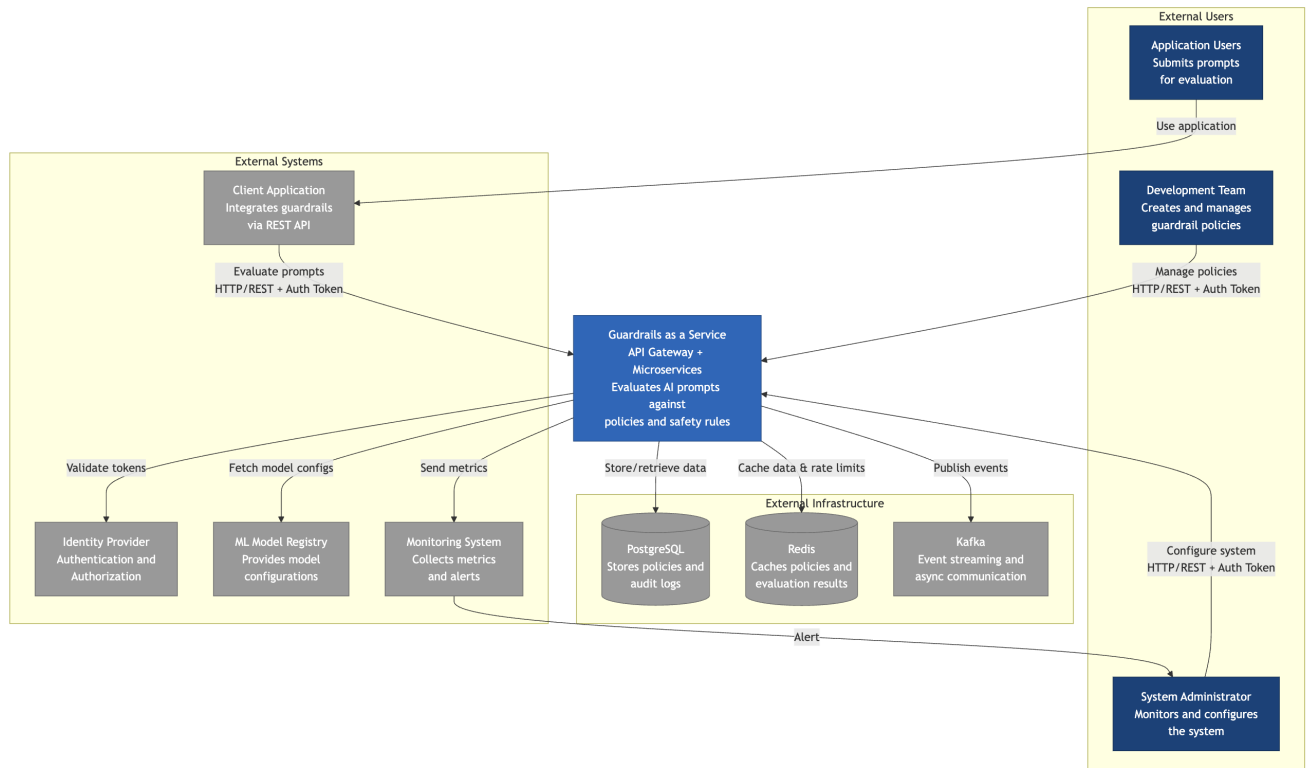 External Users
Application Users
Submits prompts
for evaluation
Use application
External Systems
Client Application
Integrates guardrails
via REST API
Development Team
Creates and manages
guardrail policies
Evaluate prompts
HTTP/REST + Auth Token
Manage policies
HTTP/REST + Auth Token
Guardrails as a Service
API Gateway +
Microservices
Evaluates AI prompts
against
policies and safety rules
Validate tokens
Fetch model configs
Send metrics
Store/retrieve data
Cache data & rate limits
Publish events
External Infrastructure
Identity Provider
Authentication and
Authorization
ML Model Registry
Provides model
configurations
Monitoring System
Collects metrics
and alerts
PostgreSQL
Stores policies and
audit logs
Redis
Caches policies and
evaluation results
Kafka
Event streaming and
async communication
Configure system
HTTP/REST + Auth Token
Alert
System Administrator
Monitors and configures
the system